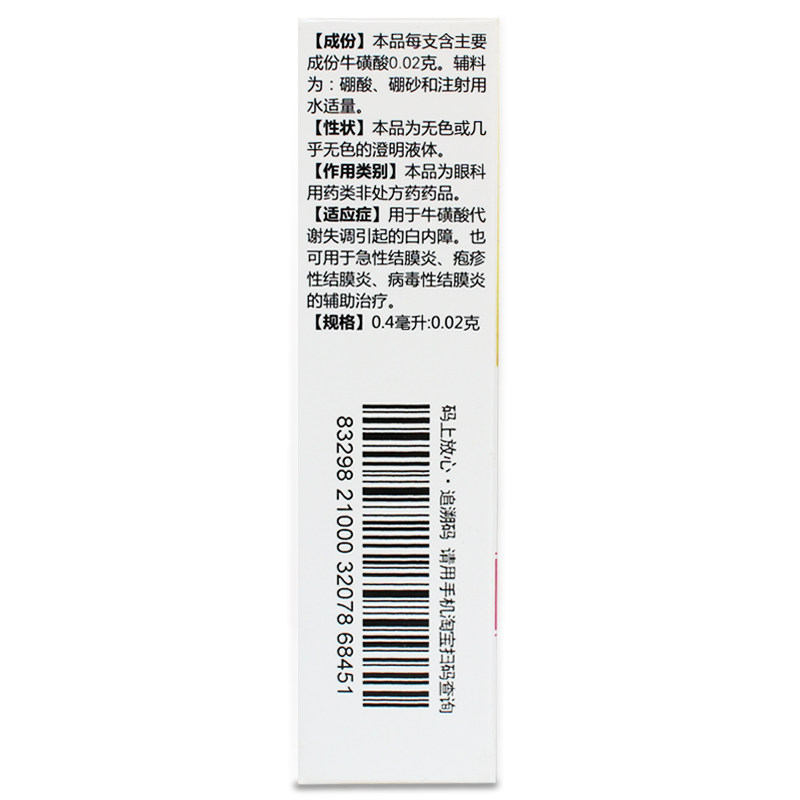 【成份】本品每支含主要
成份牛磺酸0.02克。辅料
为：硼酸、硼砂和注射用
水适量。
【性状】本品为无色或几
乎无色的澄明液体。
【作用类别】本品为眼科
用药类非处方药药品。
【适应症】用于牛磺酸代
谢失调引起的白内障。也
可用于急性结膜炎、疱疹
性结膜炎、病毒性结膜炎
的辅助治疗。
【规格】0.4毫升:0.02克
码上放心·追溯码 请用手机淘宝扫码查询
83298 21000 32078 68451